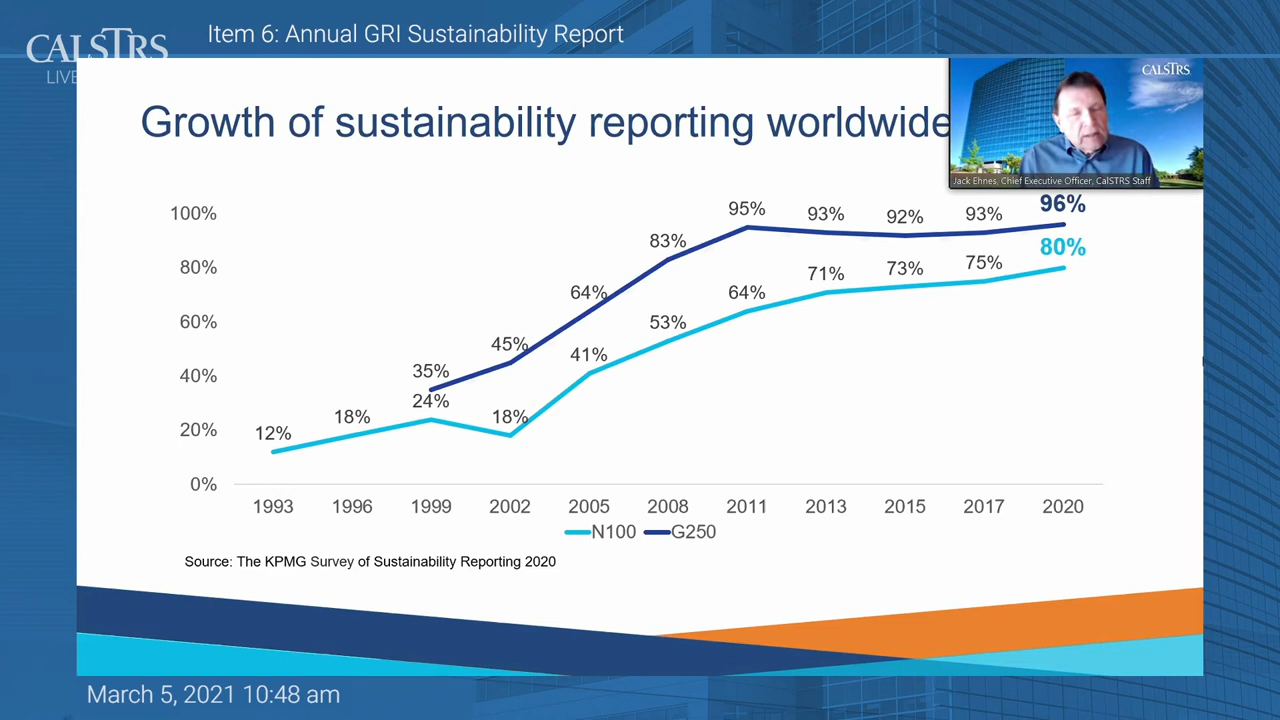 Item 6: Annual GRI Sustainability Report
CALSTRS
LIVE
CALSTRS
Growth of sustainability reporting worldwide
Jack Ehnes, Chief Executive Officer, CalSTRS Staff
100%
80%
60%
40%
20%
0%
35%
45%
64%
83%
95%
93%
92%
93%
96%
12%
18%
24%
18%
41%
53%
64%
71%
73%
75%
80%
1993 1996 1999 2002 2005 2008 2011 2013 2015 2017 2020
N100 G250
Source: The KPMG Survey of Sustainability Reporting 2020
March 5, 2021 10:48 am